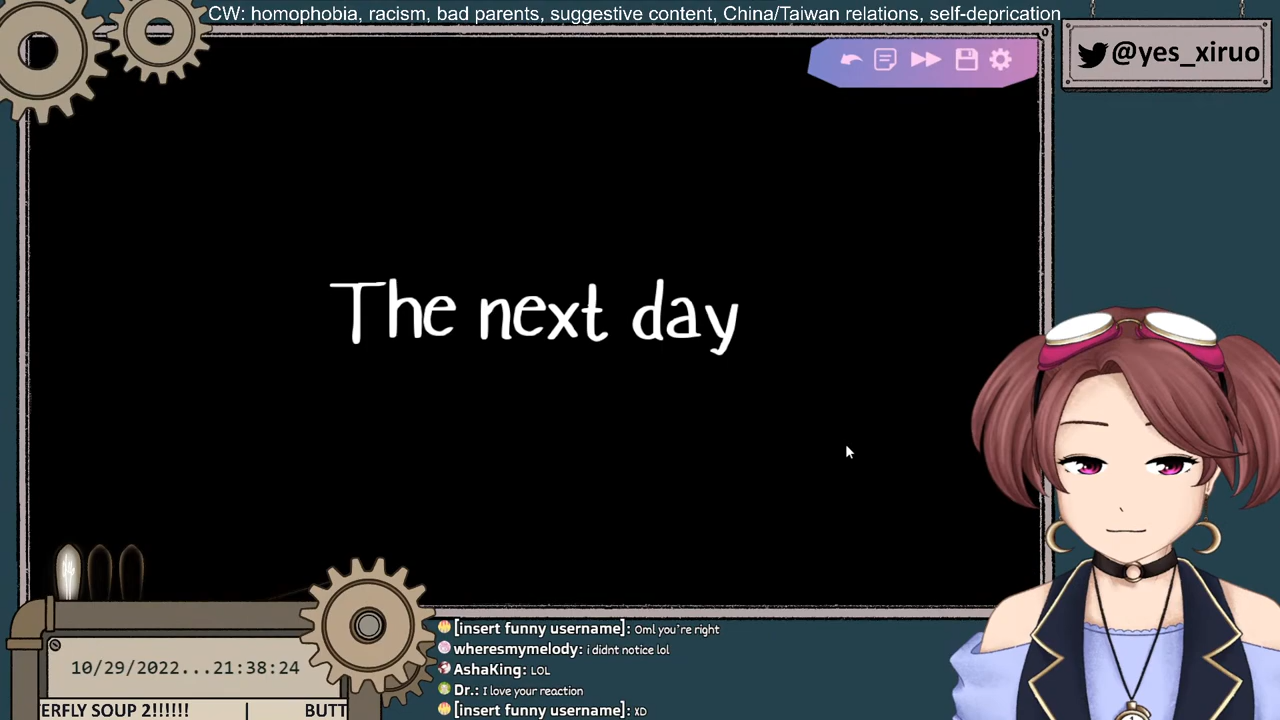 CW: homophobia, racism, bad parents, suggestive content, China/Taiwan relations, self-deprication
@yes_xiruo
The next day
10/29/2022...21:38:24
ERFLY SOUP 2!!!!!! | BUTT
[insert funny username]: Oml you're right
wheresmymelody: i didnt notice lol
AshaKing: LOL
Dr.: I love your reaction
[insert funny username]: XD